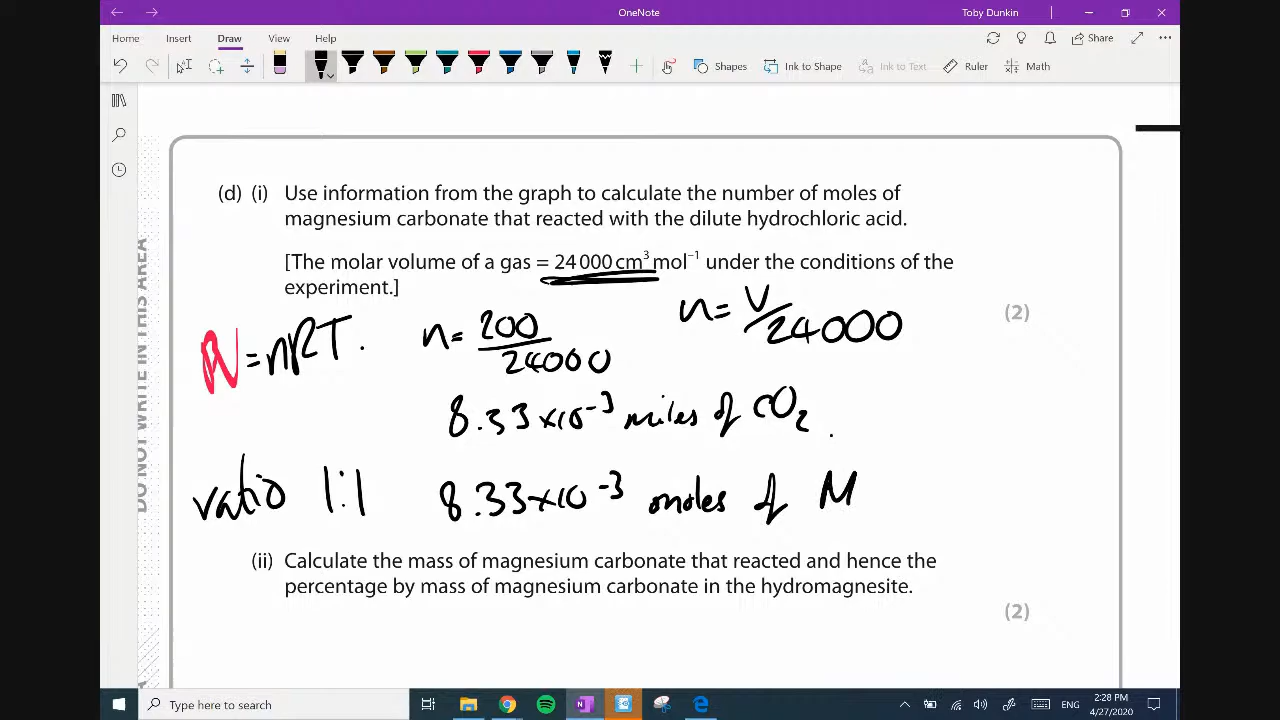 OneNote
Toby Dunkin
Home Insert Draw View Help
Share
Shapes Ink to Shape Ink to Text Ruler Math
(d) (i) Use information from the graph to calculate the number of moles of
magnesium carbonate that reacted with the dilute hydrochloric acid.
[The molar volume of a gas = 24 000 cm³ mol⁻¹ under the conditions of the
experiment.]
(2)
n = V/24000
n = 200/24000
PV = nRT.
8.33 × 10⁻³ moles of CO₂.
ratio 1:1 8.33 × 10⁻³ moles of M
(ii) Calculate the mass of magnesium carbonate that reacted and hence the
percentage by mass of magnesium carbonate in the hydromagnesite.
(2)
DO NOT WRITE IN THIS AREA
Type here to search
ENG
2:28 PM
4/27/2020